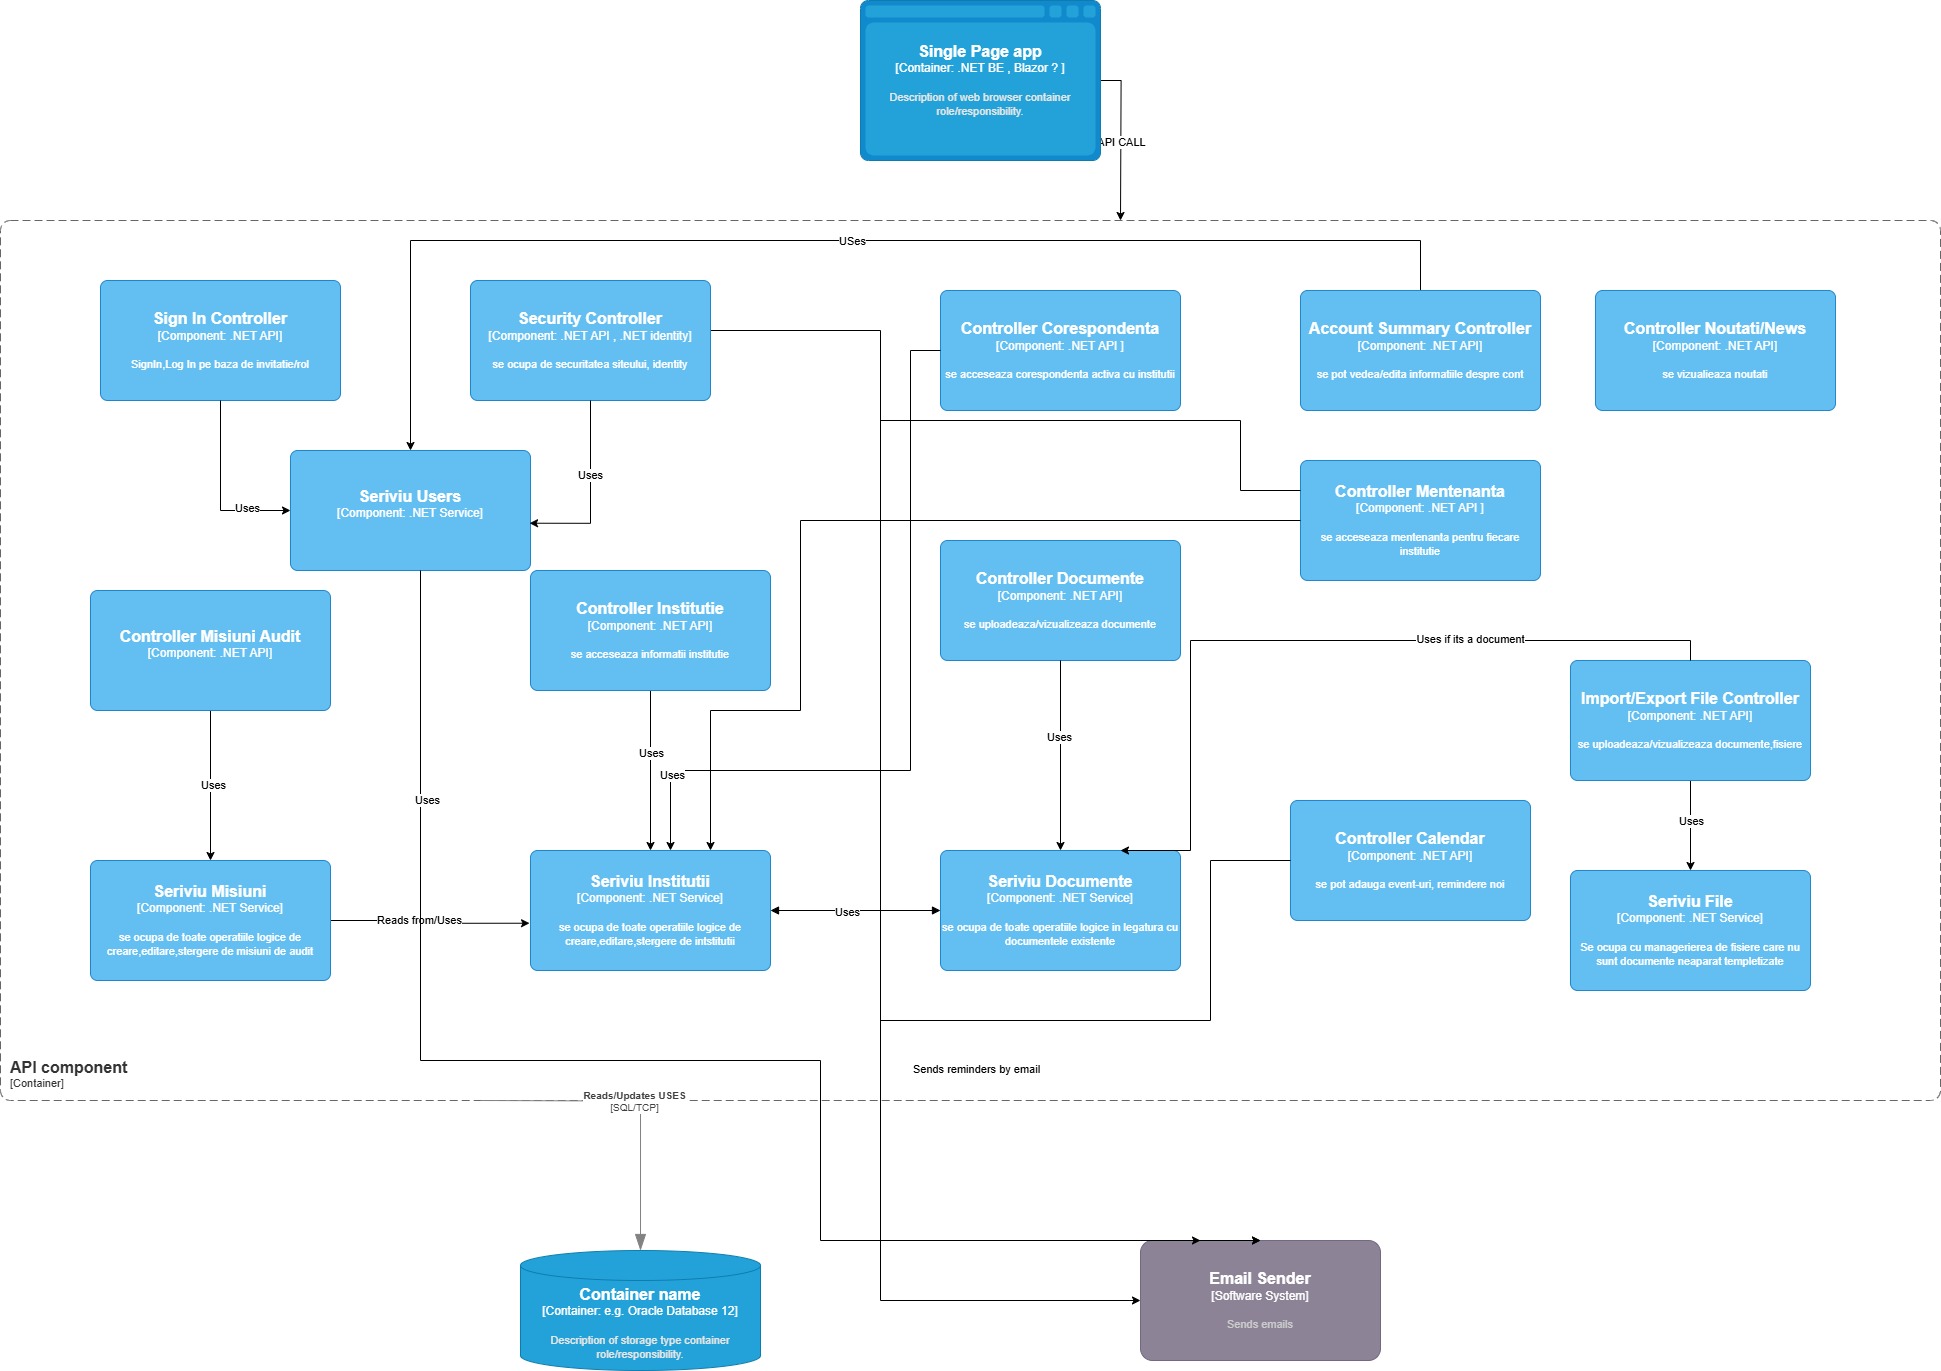 Single Page app
[Container: .NET BE , Blazor ? ]
Description of web browser container
role/responsibility.
API CALL
USes
Sign In Controller
[Component: .NET API]
SignIn,Log In pe baza de invitatie/rol
Security Controller
[Component: .NET API , .NET identity]
se ocupa de securitatea siteului, identity
Controller Corespondenta
[Component: .NET API ]
se acceseaza corespondenta activa cu institutii
Account Summary Controller
[Component: .NET API]
se pot vedea/edita informatiile despre cont
Controller Noutati/News
[Component: .NET API]
se vizualieaza noutati
Uses
Uses
Seriviu Users
[Component: .NET Service]
Controller Mentenanta
[Component: .NET API ]
se acceseaza mentenanta pentru fiecare
institutie
Controller Misiuni Audit
[Component: .NET API]
Controller Institutie
[Component: .NET API]
se acceseaza informatii institutie
Controller Documente
[Component: .NET API]
se uploadeaza/vizualizeaza documente
Uses if its a document
Import/Export File Controller
[Component: .NET API]
se uploadeaza/vizualizeaza documente,fisiere
Uses
Uses
Uses
Uses
Uses
Uses
Controller Calendar
[Component: .NET API]
se pot adauga event-uri, remindere noi
Seriviu Misiuni
[Component: .NET Service]
se ocupa de toate operatiile logice de
creare,editare,stergere de misiuni de audit
Reads from/Uses
Seriviu Institutii
[Component: .NET Service]
se ocupa de toate operatiile logice de
creare,editare,stergere de intstitutii
Uses
Seriviu Documente
[Component: .NET Service]
se ocupa de toate operatiile logice in legatura cu
documentele existente
Seriviu File
[Component: .NET Service]
Se ocupa cu managerierea de fisiere care nu
sunt documente neaparat templetizate
API component
[Container]
Sends reminders by email
Reads/Updates USES
[SQL/TCP]
Container name
[Container: e.g. Oracle Database 12]
Description of storage type container
role/responsibility.
Email Sender
[Software System]
Sends emails